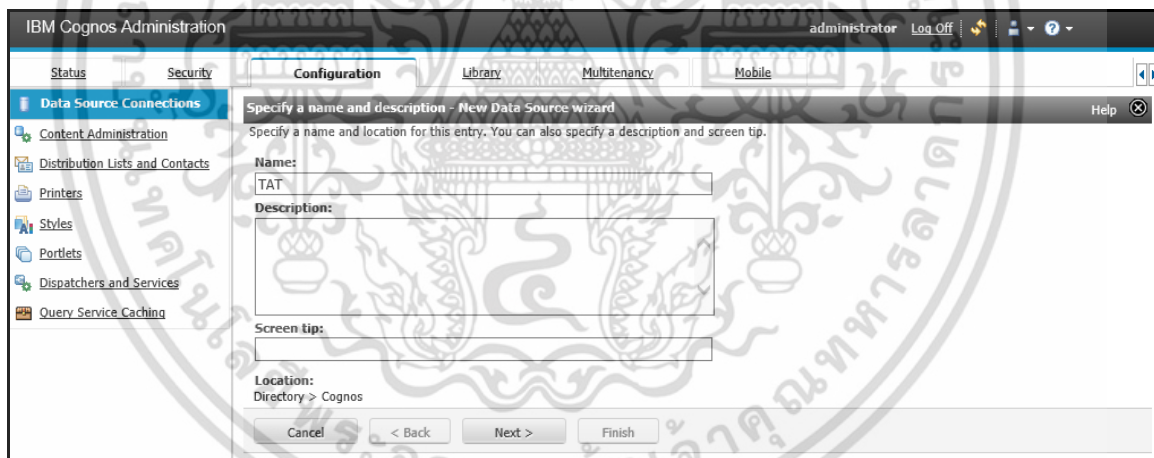 IBM Cognos Administration
administrator Log Off
Status Security Configuration Library Multitenancy Mobile
Data Source Connections
Content Administration
Distribution Lists and Contacts
Printers
Styles
Portlets
Dispatchers and Services
Query Service Caching
Specify a name and description - New Data Source wizard Help
Specify a name and location for this entry. You can also specify a description and screen tip.
Name:
TAT
Description:
Screen tip:
Location:
Directory > Cognos
Cancel < Back Next > Finish